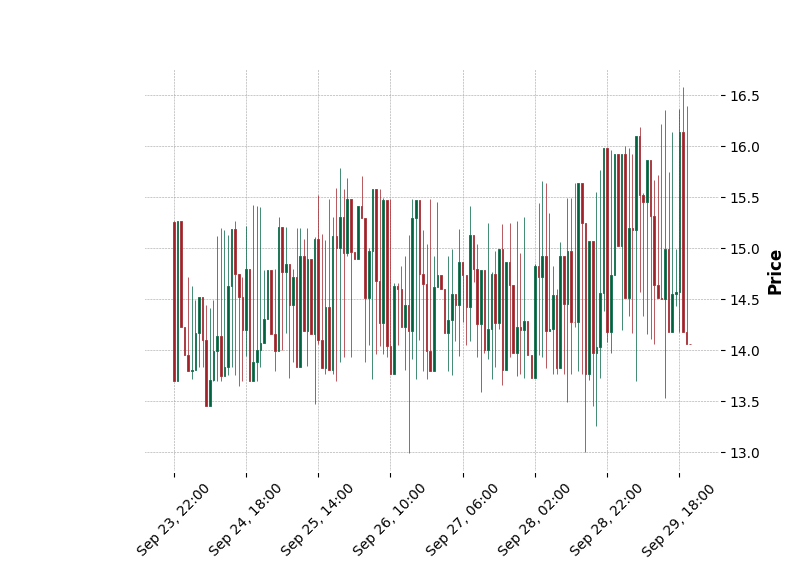 16.5
16.0
15.5
15.0
14.5
14.0
13.5
13.0
Price
Sep 23, 22:00
Sep 24, 18:00
Sep 25, 14:00
Sep 26, 10:00
Sep 27, 06:00
Sep 28, 02:00
Sep 28, 22:00
Sep 29, 18:00